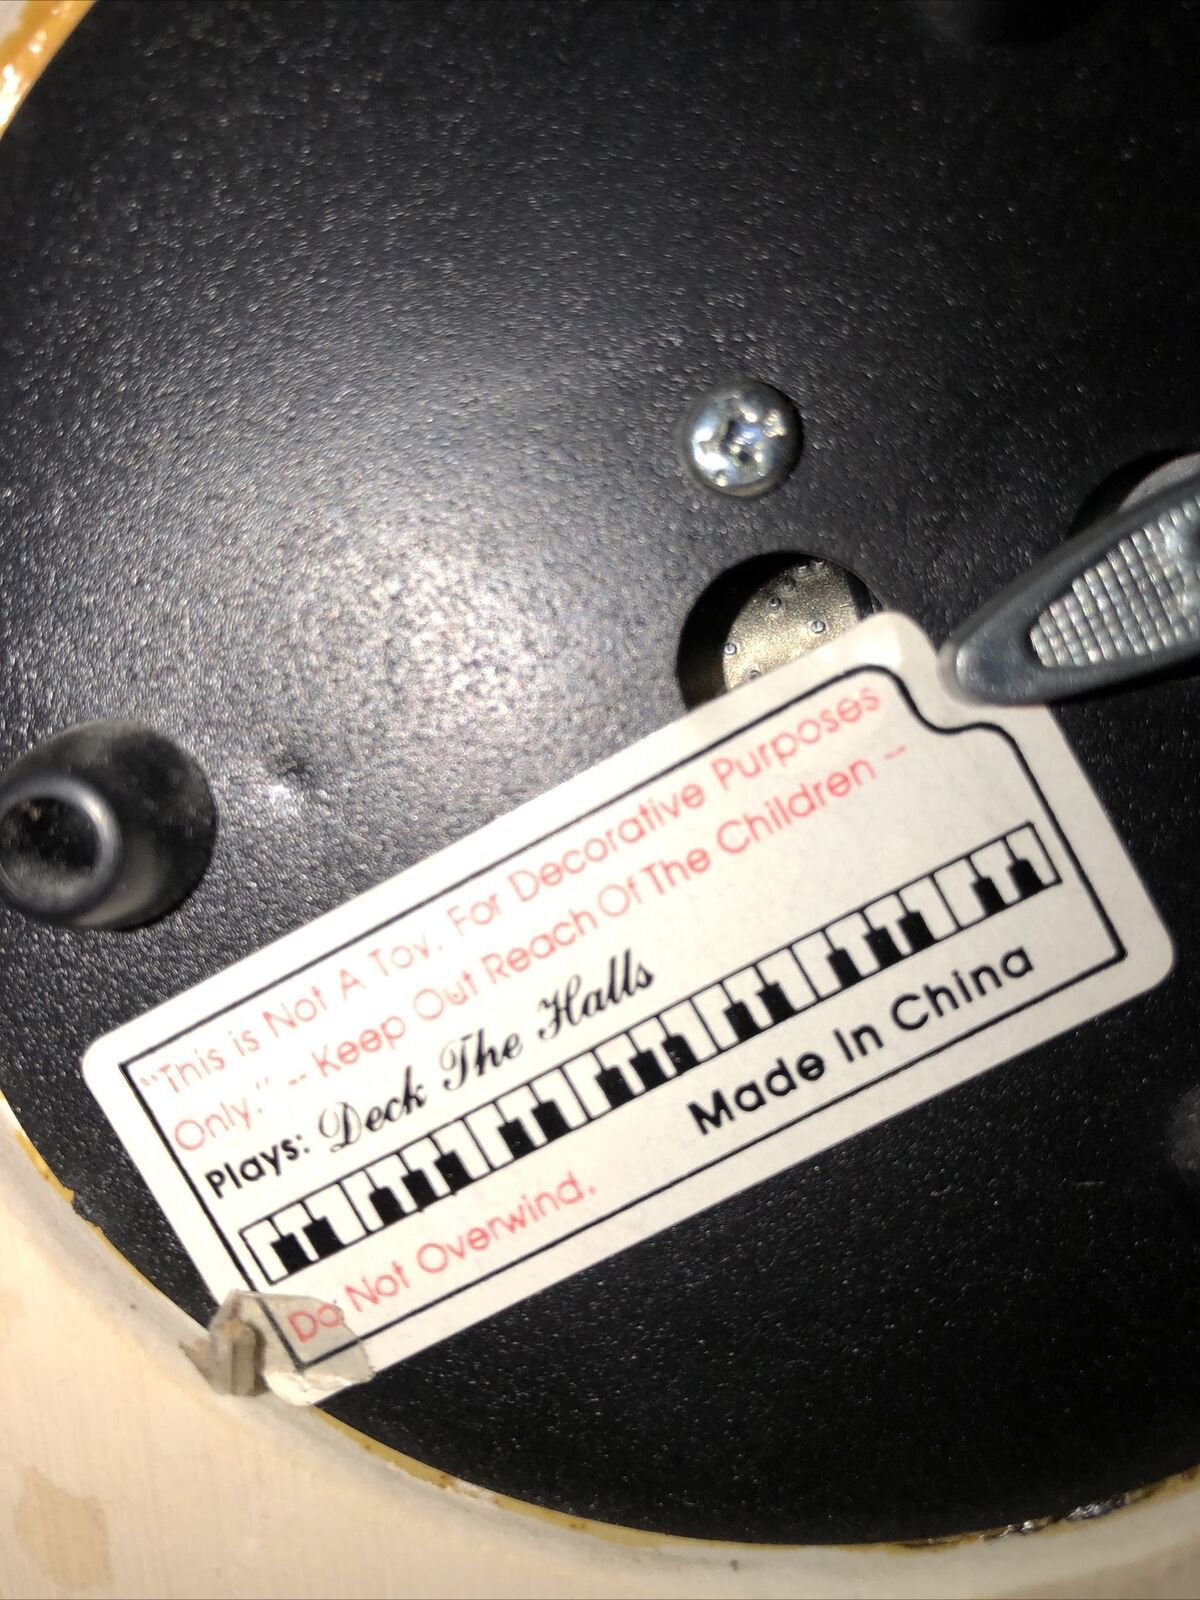 "This is Not A Toy. For Decorative Purposes
Only." -- Keep Out Reach Of The Children --
Plays: Deck The Halls
Made In China
Do Not Overwind.